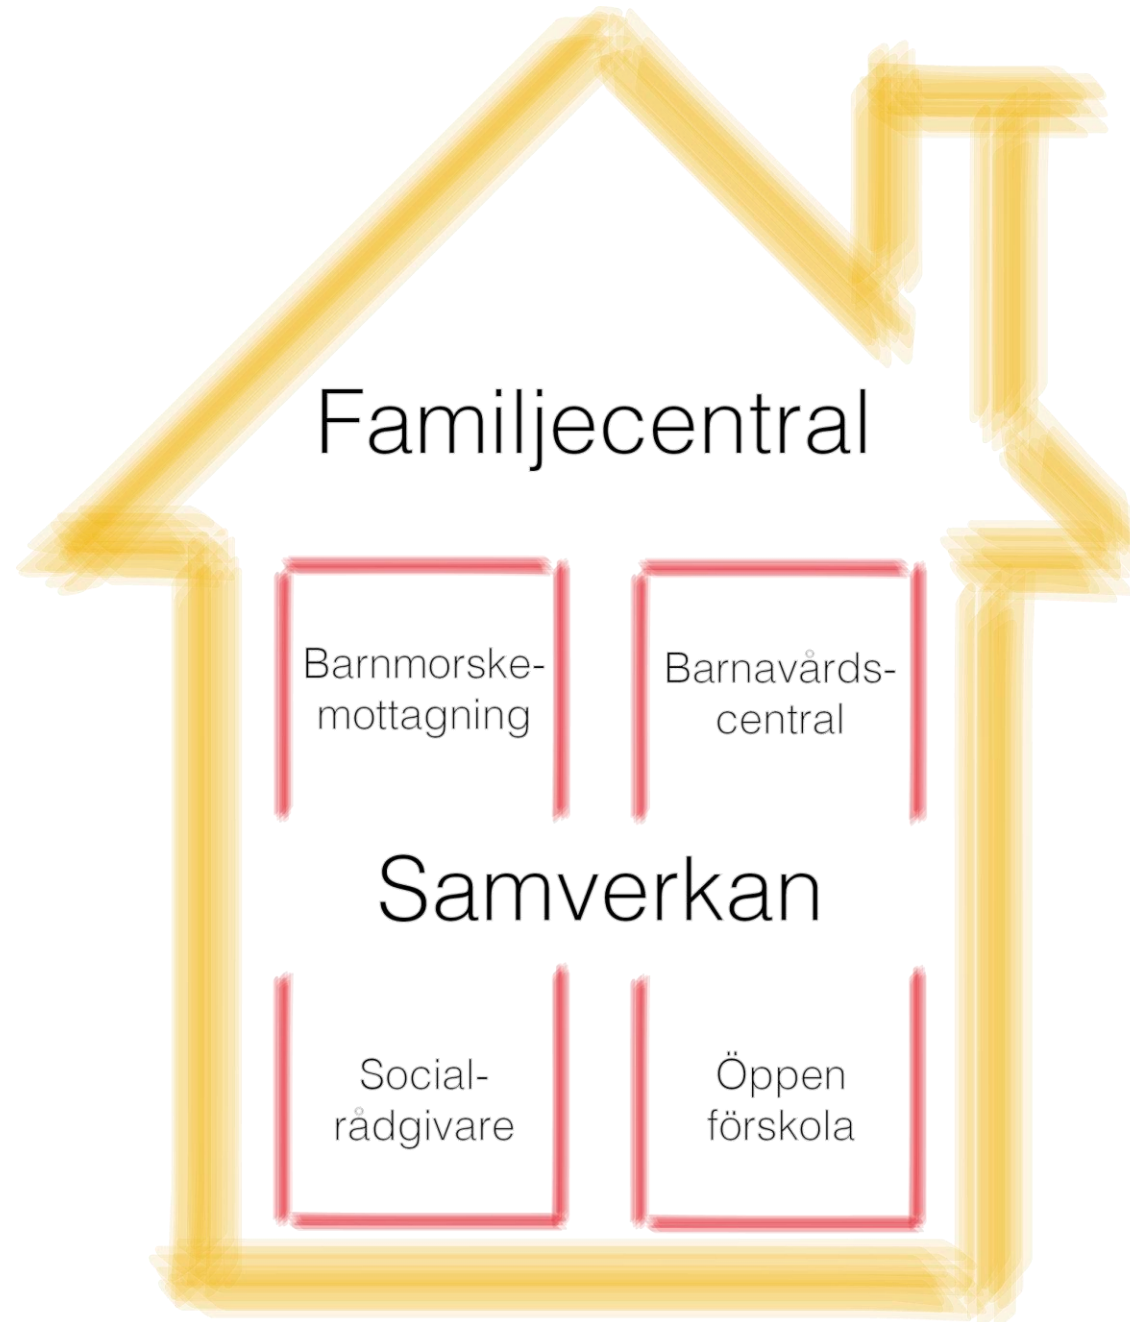 Familjecentral
Barnmorske-
mottagning
Barnavårds-
central
Samverkan
Social-
rådgivare
Öppen
förskola